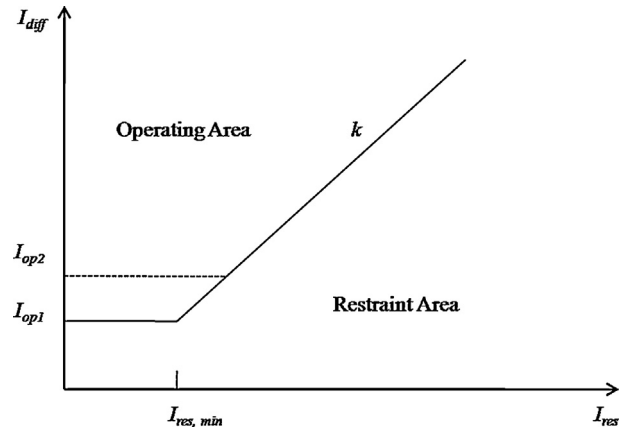 I_diff
Operating Area
k
I_op2
I_op1
Restraint Area
I_res, min
I_res